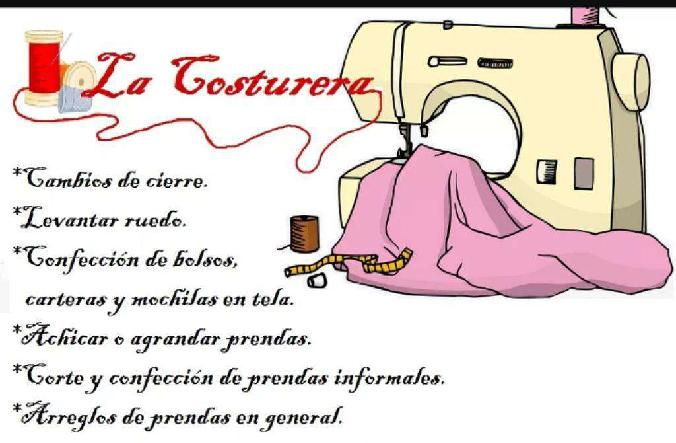 La Costurera
*Cambios de cierre.
*Levantar ruedo.
*Confección de bolsos,
carteras y mochilas en tela.
*Achicar o agrandar prendas.
*Corte y confección de prendas informales.
*Arreglos de prendas en general.